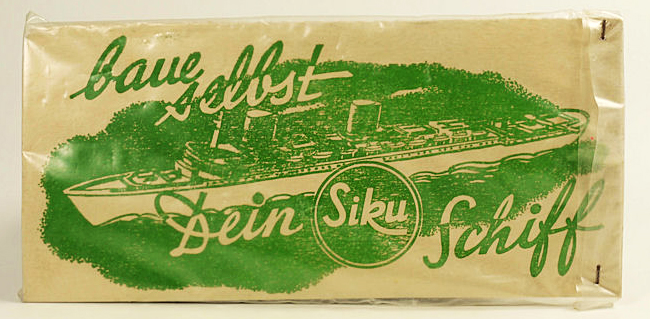 baue
selbst
Dein Siku Schiff